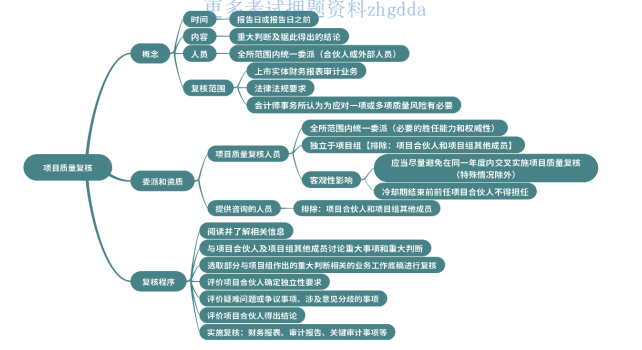 更多考试押题资料zhgdda
时间
报告日或报告日之前
内容
重大判断及据此得出的结论
人员
全所范围内统一委派（合伙人或外部人员）
概念
复核范围
上市实体财务报表审计业务
法律法规要求
会计师事务所认为为应对一项或多项质量风险有必要
项目质量复核
委派和资质
项目质量复核人员
全所范围内统一委派（必要的胜任能力和权威性）
独立于项目组【排除：项目合伙人和项目组其他成员】
客观性影响
应当尽量避免在同一年度内交叉实施项目质量复核
（特殊情况除外）
冷却期结束前前任项目合伙人不得担任
提供咨询的人员
排除：项目合伙人和项目组其他成员
复核程序
阅读并了解相关信息
与项目合伙人及项目组其他成员讨论重大事项和重大判断
选取部分与项目组作出的重大判断相关的业务工作底稿进行复核
评价项目合伙人确定独立性要求
评价疑难问题或争议事项、涉及意见分歧的事项
评价项目合伙人得出结论
实施复核：财务报表、审计报告、关键审计事项等